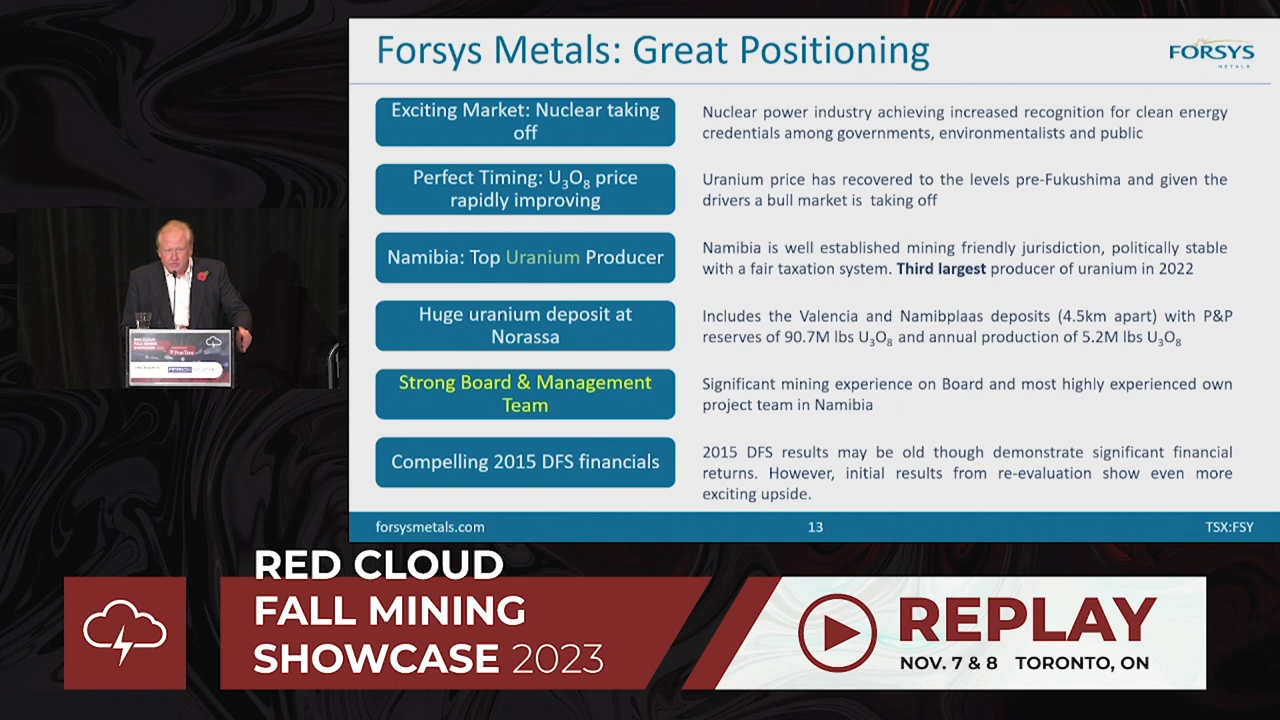 Forsys Metals: Great Positioning
FORSYS
METALS
Exciting Market: Nuclear taking
off
Nuclear power industry achieving increased recognition for clean energy
credentials among governments, environmentalists and public
Perfect Timing: U₃O₈ price
rapidly improving
Uranium price has recovered to the levels pre-Fukushima and given the
drivers a bull market is taking off
Namibia: Top Uranium Producer
Namibia is well established mining friendly jurisdiction, politically stable
with a fair taxation system. Third largest producer of uranium in 2022
Huge uranium deposit at
Norassa
Includes the Valencia and Namibplaas deposits (4.5km apart) with P&P
reserves of 90.7M lbs U₃O₈ and annual production of 5.2M lbs U₃O₈
Strong Board & Management
Team
Significant mining experience on Board and most highly experienced own
project team in Namibia
Compelling 2015 DFS financials
2015 DFS results may be old though demonstrate significant financial
returns. However, initial results from re-evaluation show even more
exciting upside.
forsysmetals.com
13
TSX:FSY
RED CLOUD
FALL MINING
SHOWCASE 2023
RED CLOUD
FALL MINING
SHOWCASE 2023
REPLAY
NOV. 7 & 8 TORONTO, ON